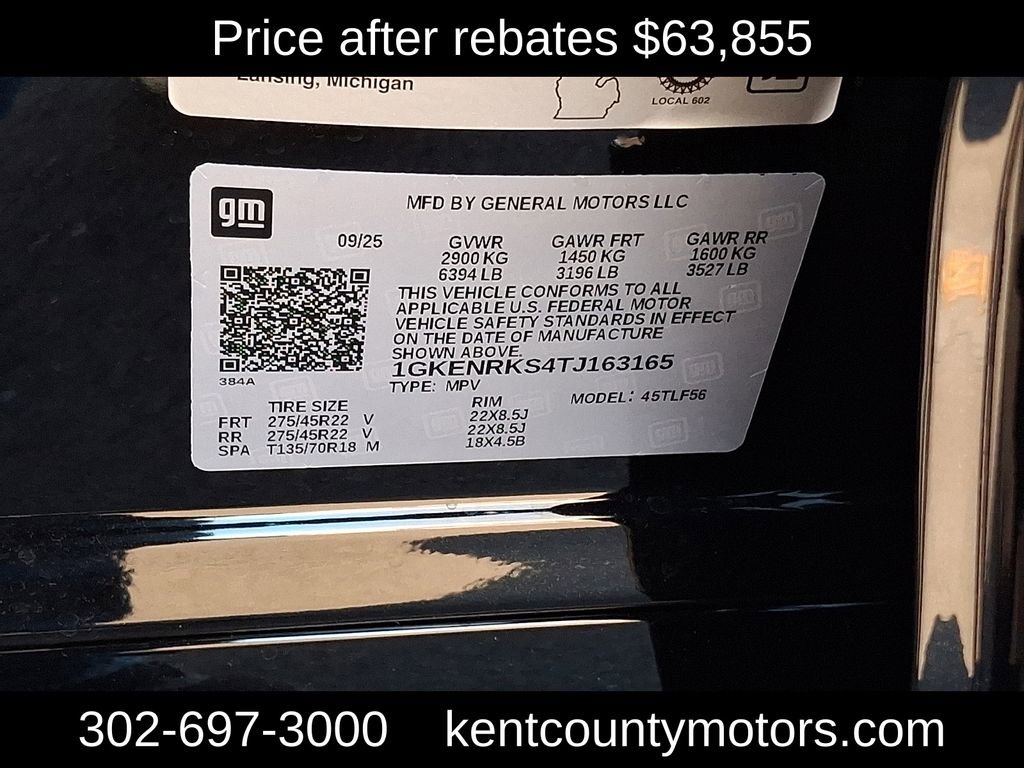 Price after rebates $63,855
Lansing, Michigan
LOCAL 602
gm
MFD BY GENERAL MOTORS LLC
09/25 GVWR GAWR FRT GAWR RR
2900 KG 1450 KG 1600 KG
6394 LB 3196 LB 3527 LB
THIS VEHICLE CONFORMS TO ALL
APPLICABLE U.S. FEDERAL MOTOR
VEHICLE SAFETY STANDARDS IN EFFECT
ON THE DATE OF MANUFACTURE
SHOWN ABOVE.
384A
1GKENRKS4TJ163165
TYPE: MPV MODEL: 45TLF56
TIRE SIZE RIM
FRT 275/45R22 V 22X8.5J
RR 275/45R22 V 22X8.5J
SPA T135/70R18 M 18X4.5B
302-697-3000 kentcountymotors.com